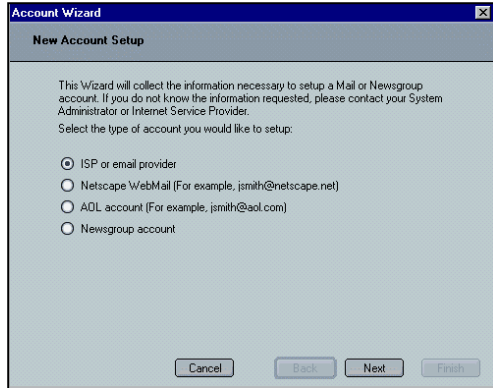 Account Wizard
New Account Setup
This Wizard will collect the information necessary to setup a Mail or Newsgroup
account. If you do not know the information requested, please contact your System
Administrator or Internet Service Provider.
Select the type of account you would like to setup:
ISP or email provider
Netscape WebMail (For example, jsmith@netscape.net)
AOL account (For example, jsmith@aol.com)
Newsgroup account
Cancel Back Next Finish